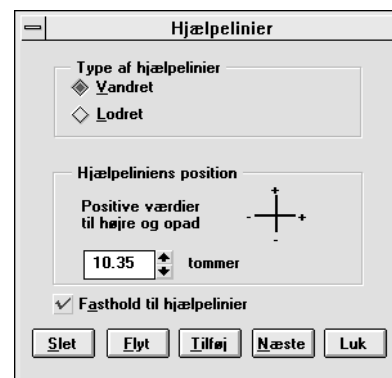 Hjælpelinier
Type af hjælpelinier
Vandret
Lodret
Hjælpeliniens position
Positive værdier
til højre og opad
+
- +
-
10.35 tommer
Fasthold til hjælpelinier
Slet Flyt Tilføj Næste Luk